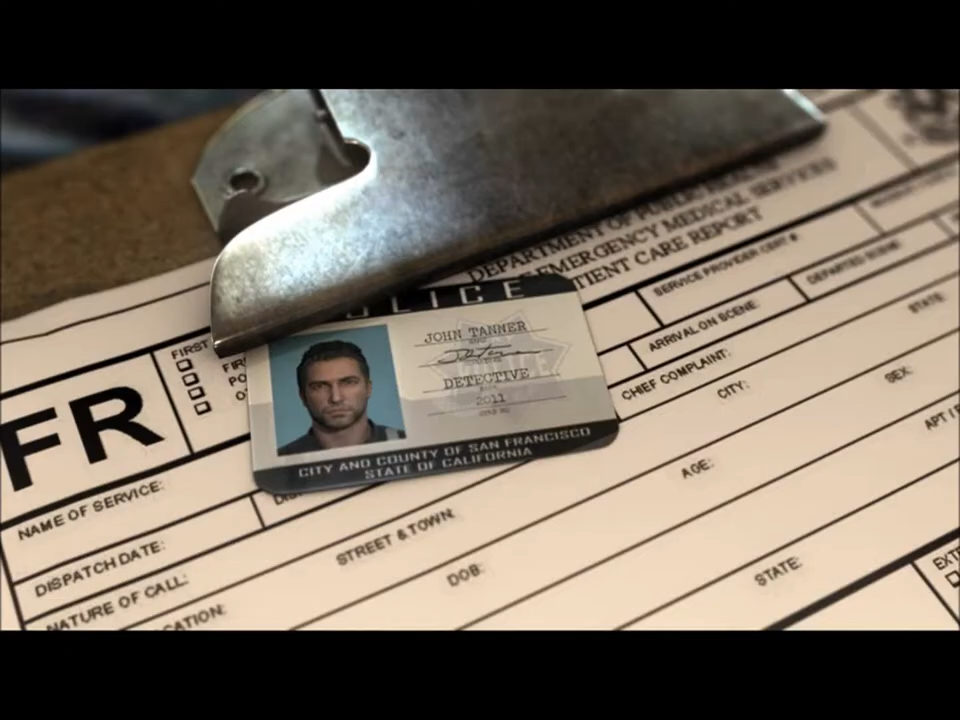 DEPARTMENT OF PUBLIC
EMERGENCY MEDICAL SERVICES
PATIENT CARE REPORT
SERVICE PROVIDER CERT #
ARRIVAL ON SCENE:
DEPARTED SCENE:
CHIEF COMPLAINT:
STATE:
CITY:
SEX:
AGE:
APT
POLICE
JOHN TANNER
DETECTIVE
2011
CITY AND COUNTY OF SAN FRANCISCO
STATE OF CALIFORNIA
FIRST
FR
NAME OF SERVICE:
DISPATCH DATE:
STREET & TOWN:
NATURE OF CALL:
DOB:
STATE: